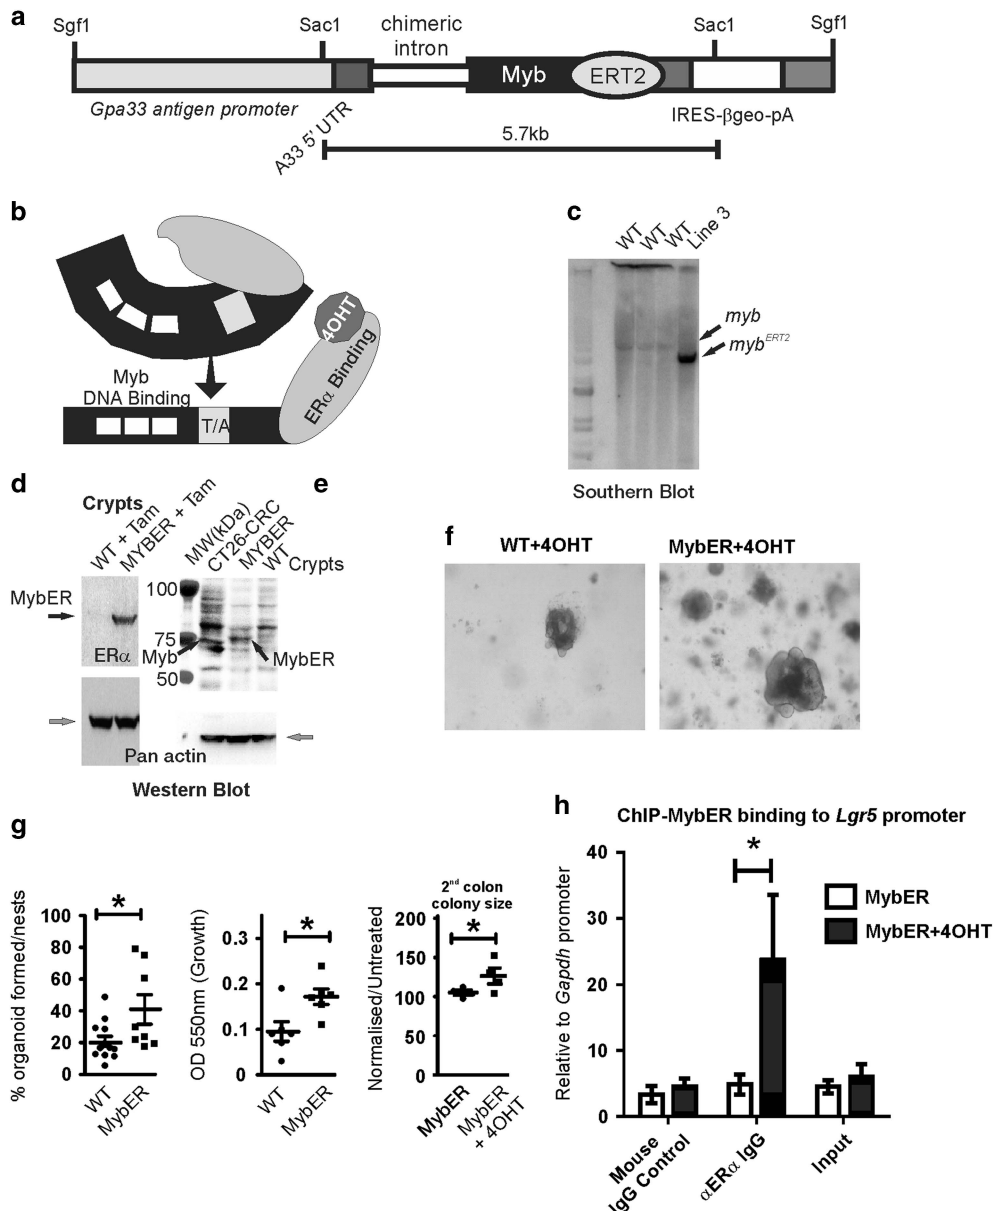 a
Sgf1
Sac1
chimeric
intron
Sac1
Sgf1
Myb
ERT2
Gpa33 antigen promoter
A33 5' UTR
IRES-βgeo-pA
5.7kb
b
4OHT
ERα Binding
Myb
DNA Binding
T/A
c
WT
WT
WT
Line 3
myb
myb^ERT2
Southern Blot
d
Crypts
WT + Tam
MYBER + Tam
MybER
ERα
Pan actin
Western Blot
e
MW(kDa)
CT26-CRC
MYBER
WT
Crypts
100
75
50
Myb
MybER
f
WT+4OHT
MybER+4OHT
g
% organoid formed/nests
100
80
60
40
20
0
*
WT
MybER
OD 550nm (Growth)
0.3
0.2
0.1
0
*
WT
MybER
2nd colon
colony size
Normalised/Untreated
200
150
100
50
0
*
MybER
MybER
+ 4OHT
h
ChIP-MybER binding to Lgr5 promoter
Relative to Gapdh promoter
40
30
20
10
0
*
MybER
MybER+4OHT
Mouse
IgG Control
αERα IgG
Input